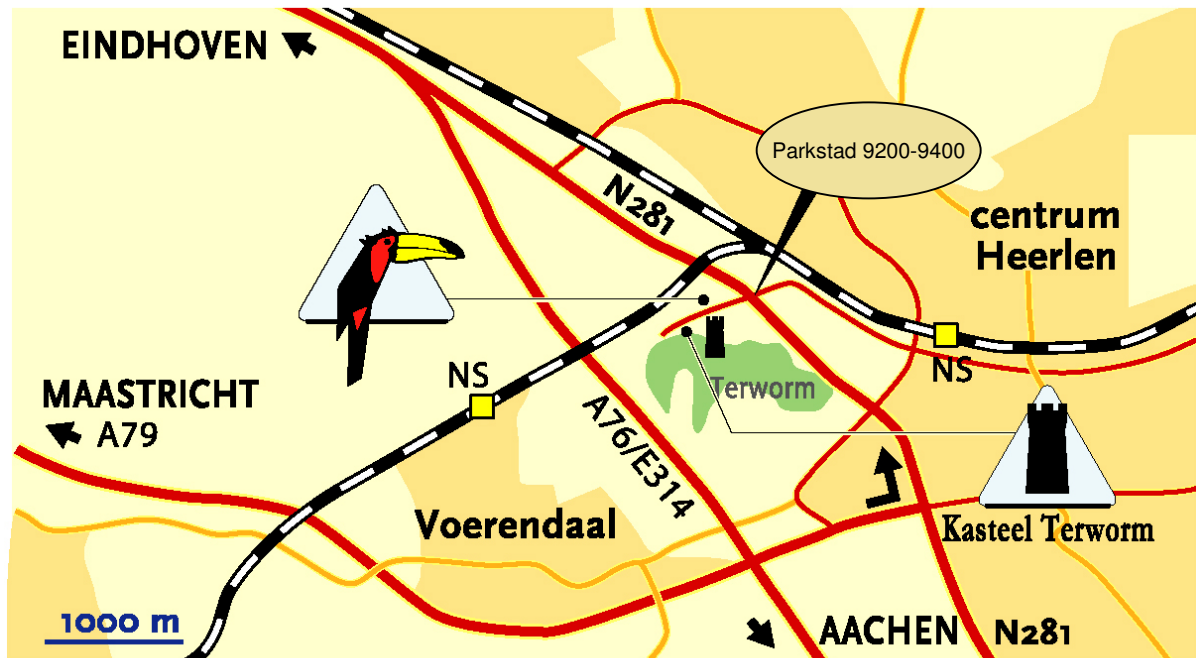 EINDHOVEN
Parkstad 9200-9400
N281
centrum
Heerlen
NS
NS
MAASTRICHT
A79
Terworm
A76/E314
Voerendaal
Kasteel Terworm
1000 m
AACHEN
N281